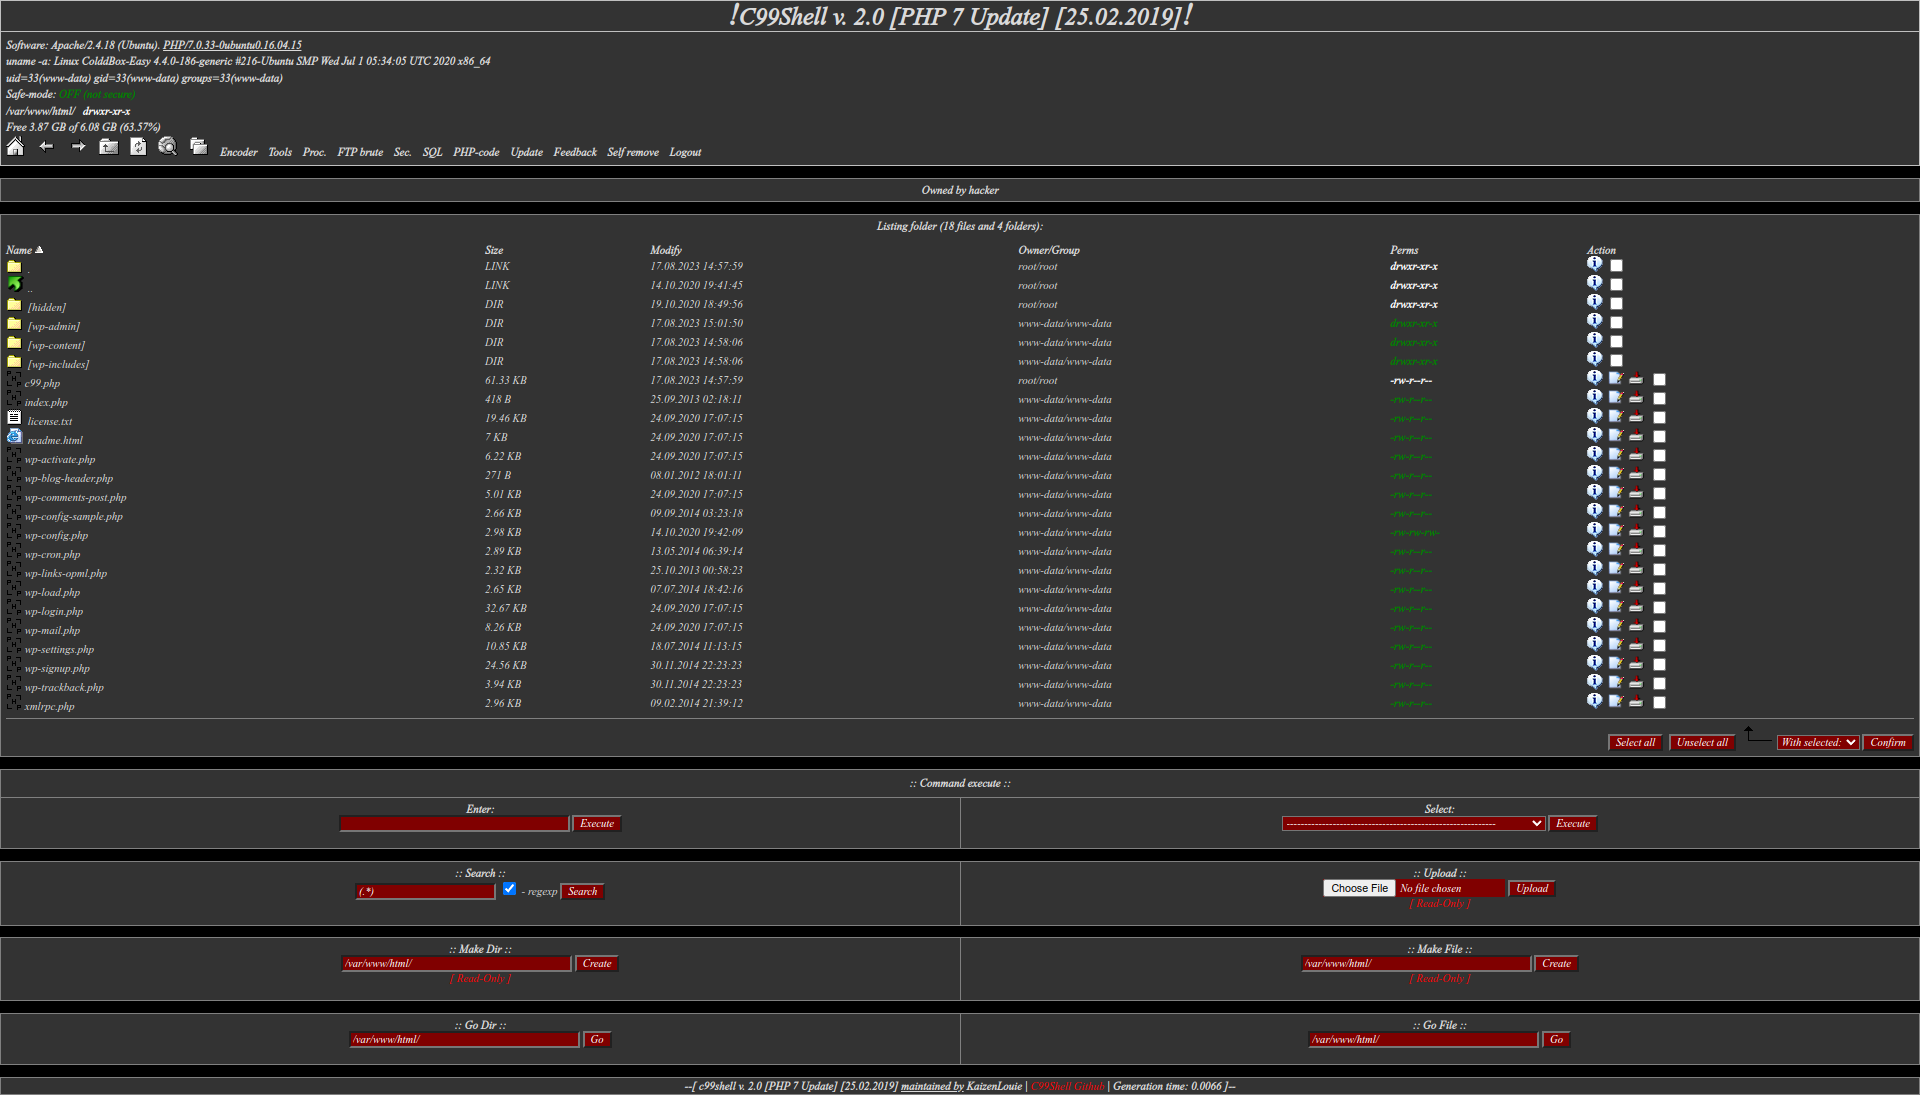 !C99Shell v. 2.0 [PHP 7 Update] [25.02.2019]!
Software: Apache/2.4.18 (Ubuntu). PHP/7.0.33-0ubuntu0.16.04.15
uname -a: Linux ColddBox-Easy 4.4.0-186-generic #216-Ubuntu SMP Wed Jul 1 05:34:05 UTC 2020 x86_64
uid=33(www-data) gid=33(www-data) groups=33(www-data)
Safe-mode: OFF (not secure)
/var/www/html/ drwxr-xr-x
Free 3.87 GB of 6.08 GB (63.57%)
Encoder Tools Proc. FTP brute Sec. SQL PHP-code Update Feedback Self remove Logout
Owned by hacker
Listing folder (18 files and 4 folders):
Name Size Modify Owner/Group Perms Action
. LINK 17.08.2023 14:57:59 root/root drwxr-xr-x
.. LINK 14.10.2020 19:41:45 root/root drwxr-xr-x
[hidden] DIR 19.10.2020 18:49:56 root/root drwxr-xr-x
[wp-admin] DIR 17.08.2023 15:01:50 www-data/www-data drwxr-xr-x
[wp-content] DIR 17.08.2023 14:58:06 www-data/www-data drwxr-xr-x
[wp-includes] DIR 17.08.2023 14:58:06 www-data/www-data drwxr-xr-x
c99.php 61.33 KB 17.08.2023 14:57:59 root/root -rw-r--r--
index.php 418 B 25.09.2013 02:18:11 www-data/www-data -rw-r--r--
license.txt 19.46 KB 24.09.2020 17:07:15 www-data/www-data -rw-r--r--
readme.html 7 KB 24.09.2020 17:07:15 www-data/www-data -rw-r--r--
wp-activate.php 6.22 KB 24.09.2020 17:07:15 www-data/www-data -rw-r--r--
wp-blog-header.php 271 B 08.01.2012 18:01:11 www-data/www-data -rw-r--r--
wp-comments-post.php 5.01 KB 24.09.2020 17:07:15 www-data/www-data -rw-r--r--
wp-config-sample.php 2.66 KB 09.09.2014 03:23:18 www-data/www-data -rw-r--r--
wp-config.php 2.98 KB 14.10.2020 19:42:09 www-data/www-data -rw-rw-rw-
wp-cron.php 2.89 KB 13.05.2014 06:39:14 www-data/www-data -rw-r--r--
wp-links-opml.php 2.32 KB 25.10.2013 00:58:23 www-data/www-data -rw-r--r--
wp-load.php 2.65 KB 07.07.2014 18:42:16 www-data/www-data -rw-r--r--
wp-login.php 32.67 KB 24.09.2020 17:07:15 www-data/www-data -rw-r--r--
wp-mail.php 8.26 KB 24.09.2020 17:07:15 www-data/www-data -rw-r--r--
wp-settings.php 10.85 KB 18.07.2014 11:13:15 www-data/www-data -rw-r--r--
wp-signup.php 24.56 KB 30.11.2014 22:23:23 www-data/www-data -rw-r--r--
wp-trackback.php 3.94 KB 30.11.2014 22:23:23 www-data/www-data -rw-r--r--
xmlrpc.php 2.96 KB 09.02.2014 21:39:12 www-data/www-data -rw-r--r--
Select all Unselect all With selected: Confirm
:: Command execute ::
Enter: Select:
Execute ------------------------------------------------------------ Execute
:: Search :: :: Upload ::
(.*) - regexp Search Choose File No file chosen Upload
[ Read-Only ]
:: Make Dir :: :: Make File ::
/var/www/html/ Create /var/www/html/ Create
[ Read-Only ] [ Read-Only ]
:: Go Dir :: :: Go File ::
/var/www/html/ Go /var/www/html/ Go
--[ c99shell v. 2.0 [PHP 7 Update] [25.02.2019] maintained by KaizenLouie | C99Shell Github | Generation time: 0.0066 ]--